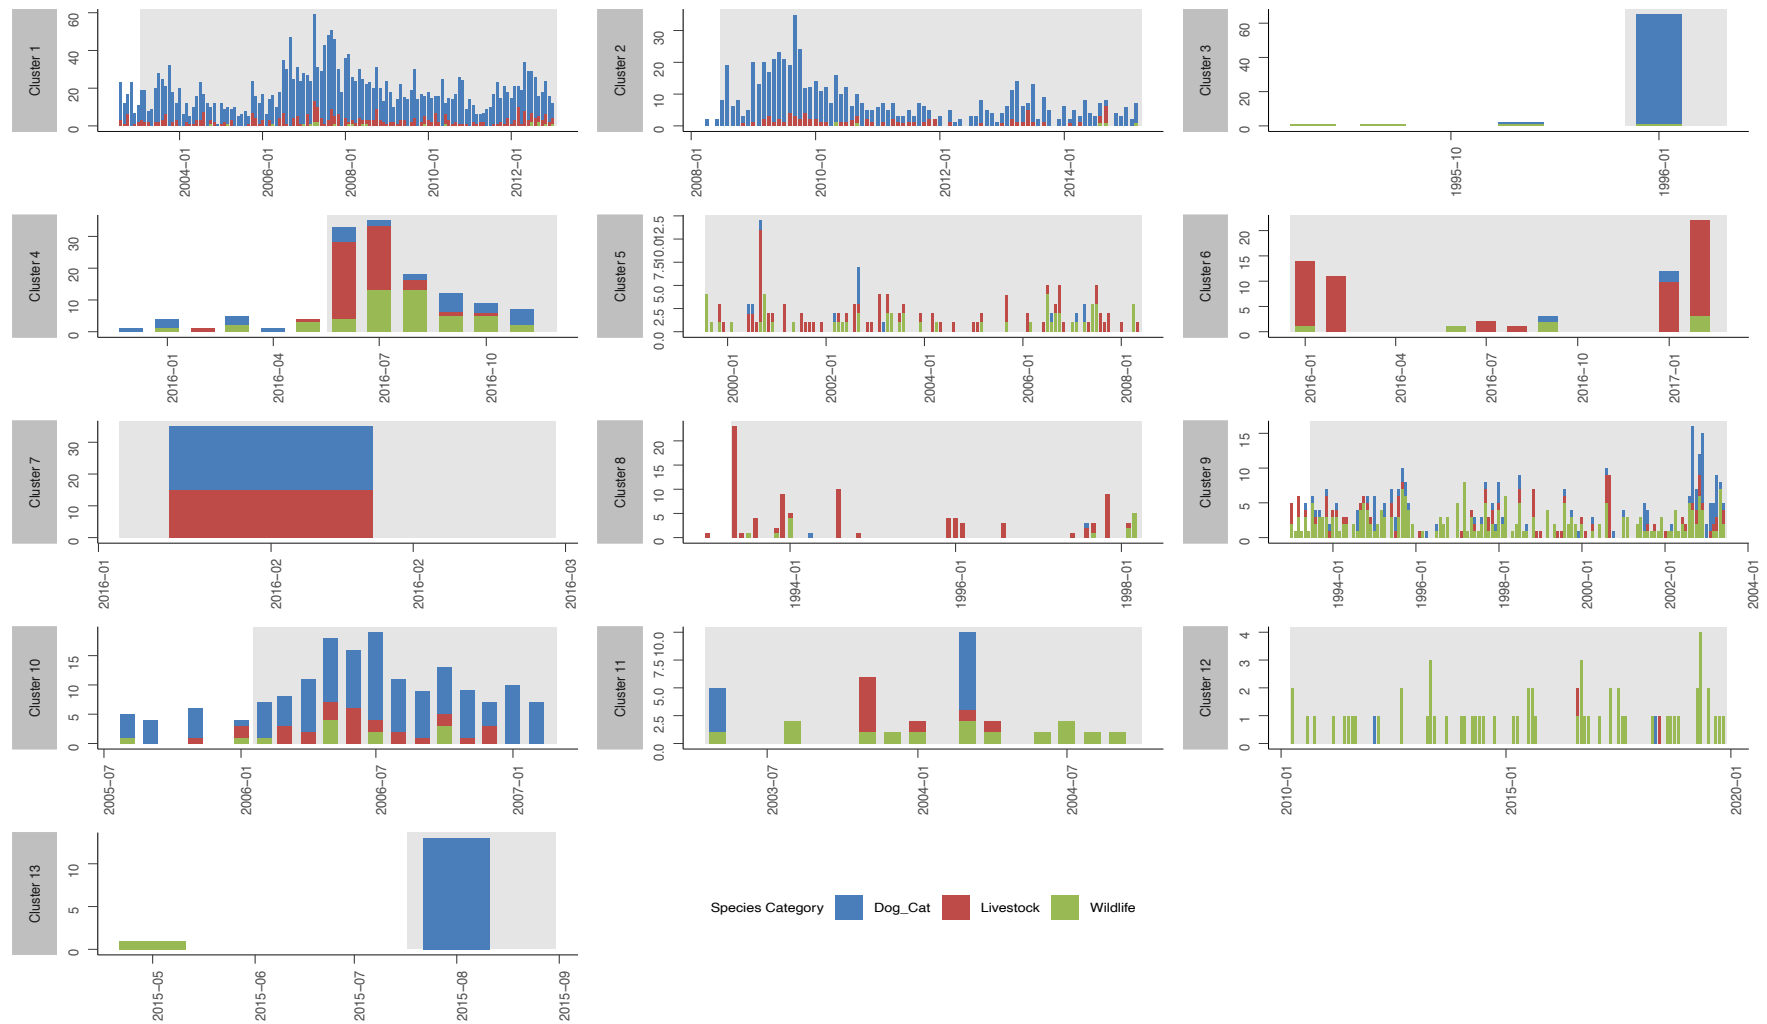 Cluster 1
0 20 40 60
2004−01 2006−01 2008−01 2010−01 2012−01
Cluster 2
0 10 20 30
2008−01 2010−01 2012−01 2014−01
Cluster 3
0 20 40 60
1995−10 1996−01
Cluster 4
0 10 20 30
2016−01 2016−04 2016−07 2016−10
Cluster 5
0.0 2.5 5.0 7.5 10.0 12.5
2000−01 2002−01 2004−01 2006−01 2008−01
Cluster 6
0 5 10 15 20
2016−01 2016−04 2016−07 2016−10 2017−01
Cluster 7
0 10 20 30
2016−01 2016−02 2016−02 2016−03
Cluster 8
0 5 10 15 20
1994−01 1996−01 1998−01
Cluster 9
0 5 10 15
1994−01 1996−01 1998−01 2000−01 2002−01 2004−01
Cluster 10
0 5 10 15
2005−07 2006−01 2006−07 2007−01
Cluster 11
0.0 2.5 5.0 7.5 10.0
2003−07 2004−01 2004−07
Cluster 12
0 1 2 3 4
2010−01 2015−01 2020−01
Cluster 13
0 5 10
2015−05 2015−06 2015−07 2015−08 2015−09
Species Category Dog_Cat Livestock Wildlife